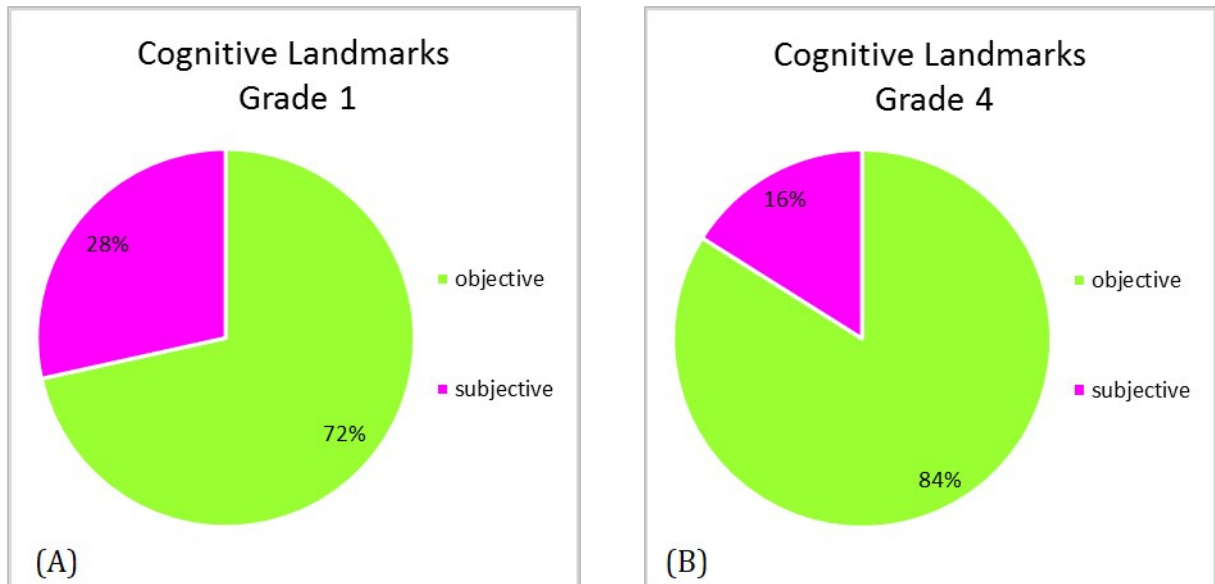 Cognitive Landmarks
Grade 1
28%
72%
objective
subjective
(A)
Cognitive Landmarks
Grade 4
16%
84%
objective
subjective
(B)